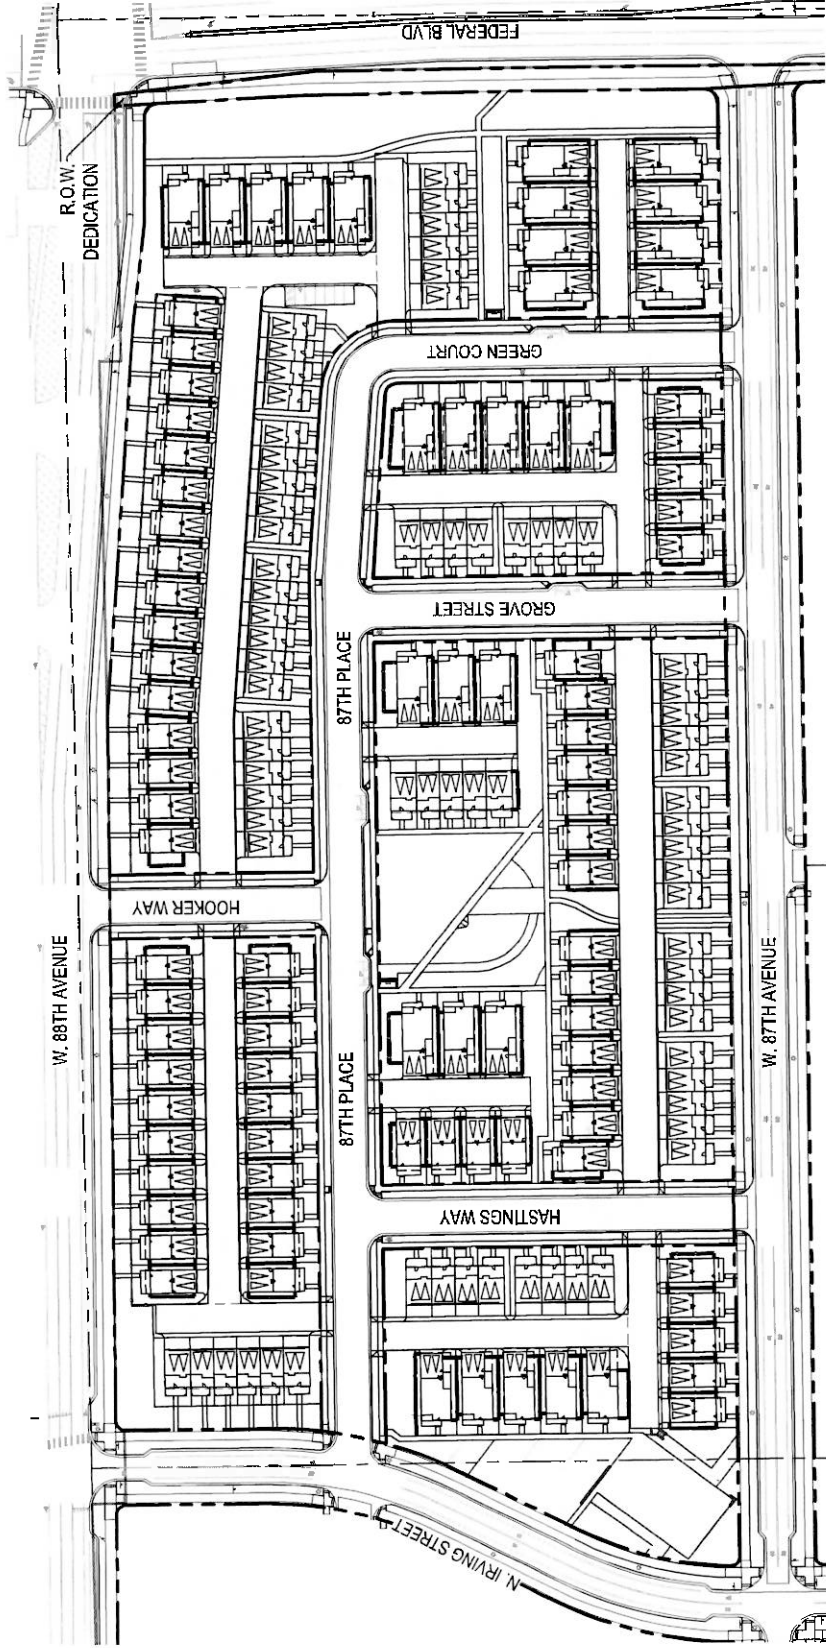 FEDERAL BLVD
R.O.W.
DEDICATION
GREEN COURT
GROVE STREET
87TH PLACE
HOOKER WAY
W. 88TH AVENUE
W. 87TH AVENUE
87TH PLACE
HASTINGS WAY
N. IRVING STREET